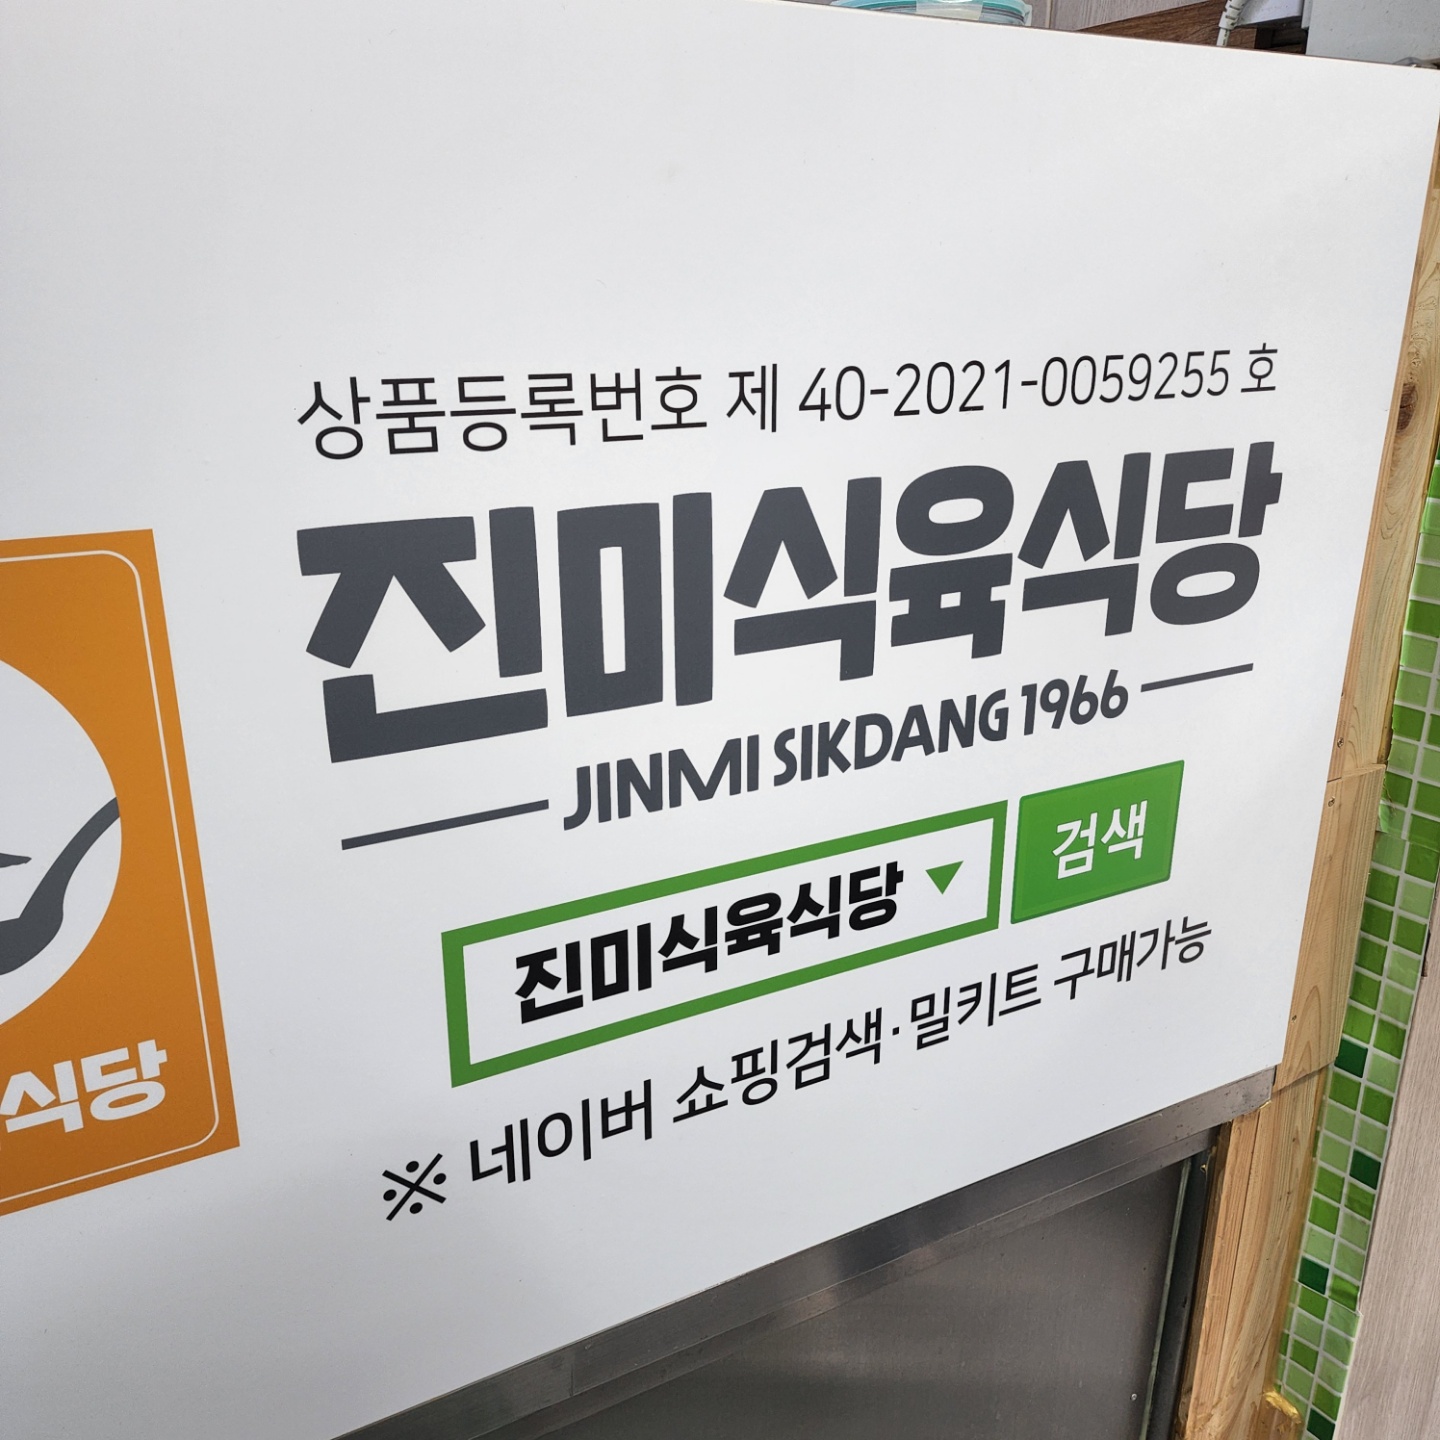 상품등록번호 제 40-2021-0059255 호
진미식육식당
JINMI SIKDANG 1966
진미식육식당 ▼ 검색
※ 네이버 쇼핑검색·밀키트 구매가능
식당